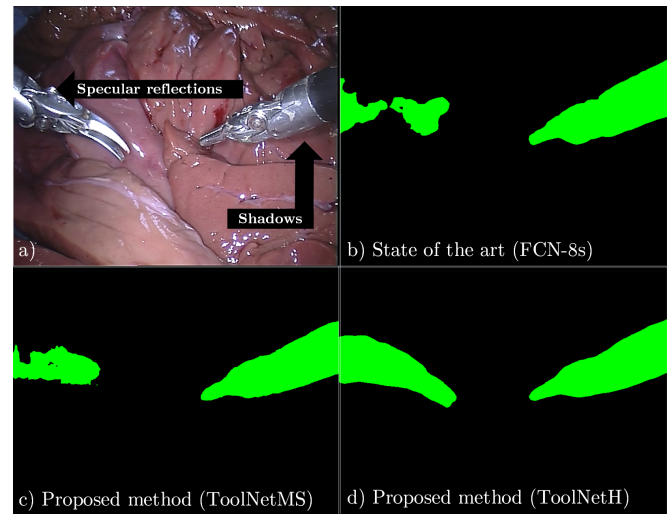 Specular reflections
Shadows
a)
b) State of the art (FCN-8s)
c) Proposed method (ToolNetMS)
d) Proposed method (ToolNetH)